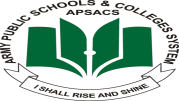 ARMY PUBLIC SCHOOLS & COLLEGES SYSTEM
APSACS
I SHALL RISE AND SHINE